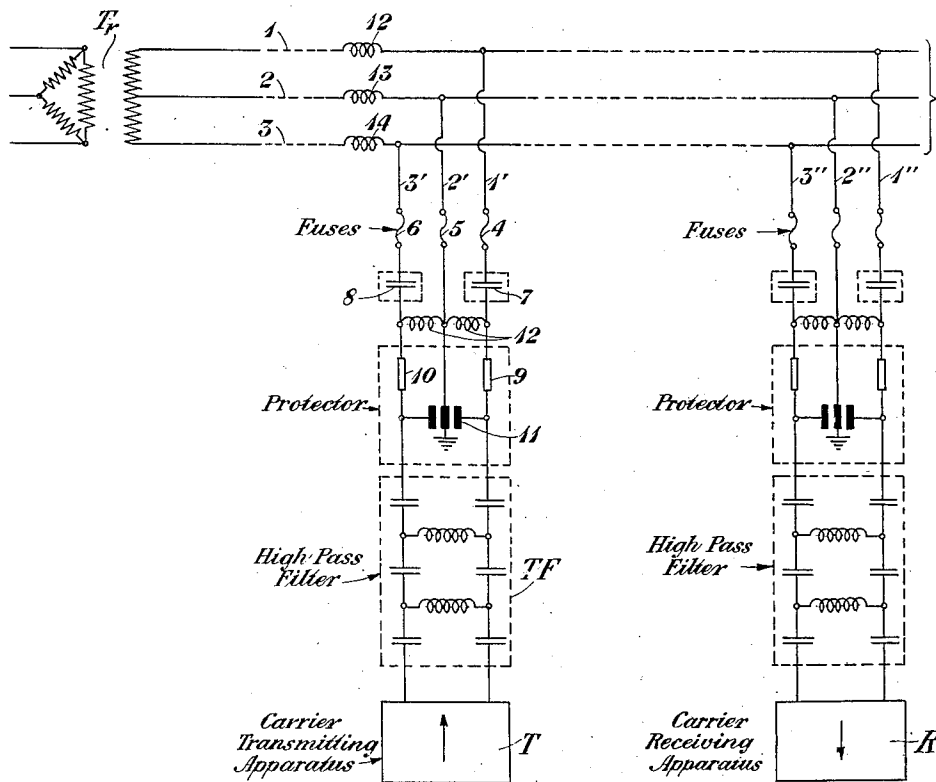 Tr
1
12
2
13
3
14
3'
2'
1'
3"
2"
1"
Fuses
6
5
4
Fuses
8
7
12
10
9
Protector
11
Protector
High Pass
Filter
TF
High Pass
Filter
Carrier
Transmitting
Apparatus
T
Carrier
Receiving
Apparatus
R